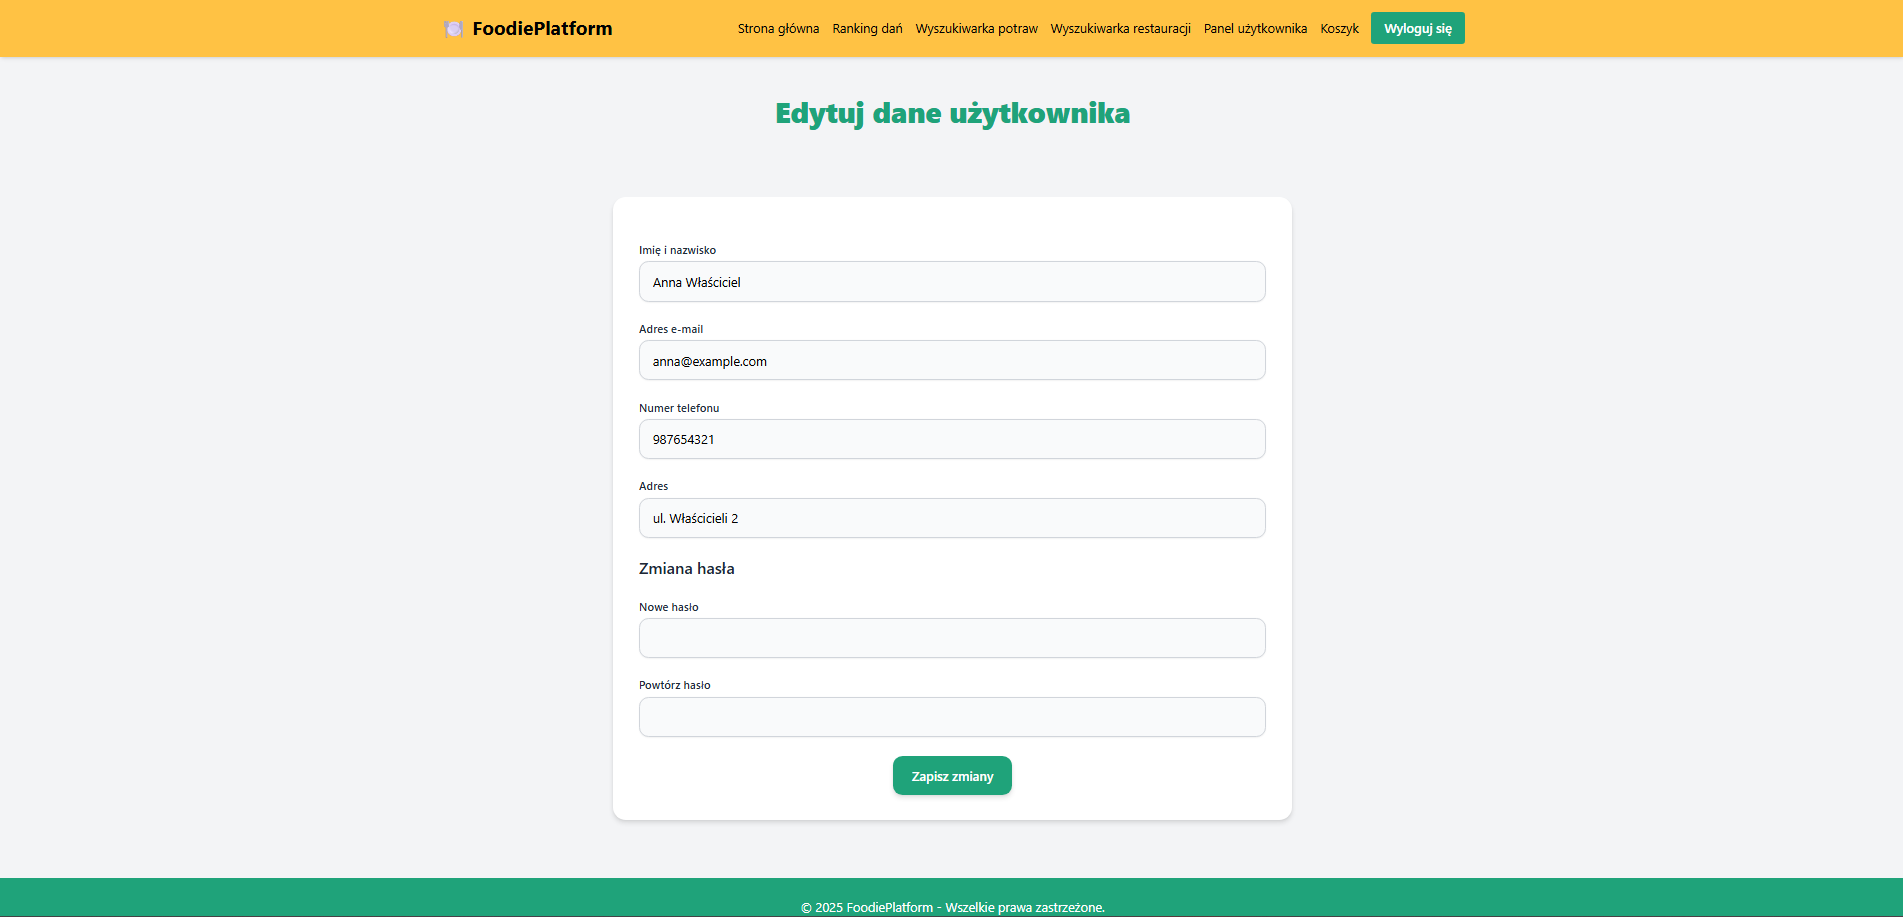 FoodiePlatform
Strona główna Ranking dań Wyszukiwarka potraw Wyszukiwarka restauracji Panel użytkownika Koszyk Wyloguj się
Edytuj dane użytkownika
Imię i nazwisko
Anna Właściciel
Adres e-mail
anna@example.com
Numer telefonu
987654321
Adres
ul. Właścicieli 2
Zmiana hasła
Nowe hasło
Powtórz hasło
Zapisz zmiany
© 2025 FoodiePlatform - Wszelkie prawa zastrzeżone.